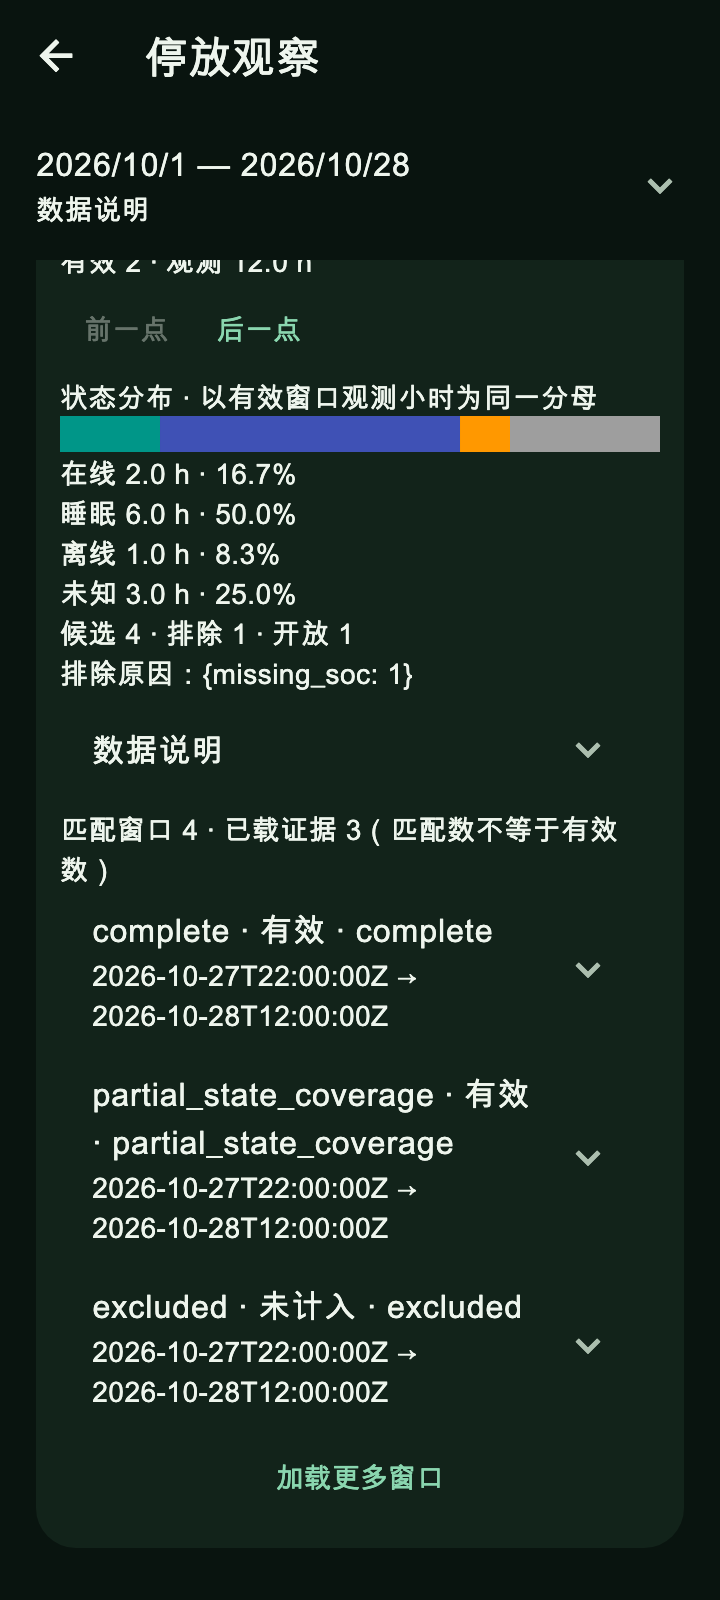 停放观察
2026/10/1 — 2026/10/28
数据说明
有效 2 · 观测 12.0 h
前一点
后一点
状态分布 · 以有效窗口观测小时为同一分母
在线 2.0 h · 16.7%
睡眠 6.0 h · 50.0%
离线 1.0 h · 8.3%
未知 3.0 h · 25.0%
候选 4 · 排除 1 · 开放 1
排除原因：{missing_soc: 1}
数据说明
匹配窗口 4 · 已载证据 3（匹配数不等于有效
数）
complete · 有效 · complete
2026-10-27T22:00:00Z →
2026-10-28T12:00:00Z
partial_state_coverage · 有效
· partial_state_coverage
2026-10-27T22:00:00Z →
2026-10-28T12:00:00Z
excluded · 未计入 · excluded
2026-10-27T22:00:00Z →
2026-10-28T12:00:00Z
加载更多窗口